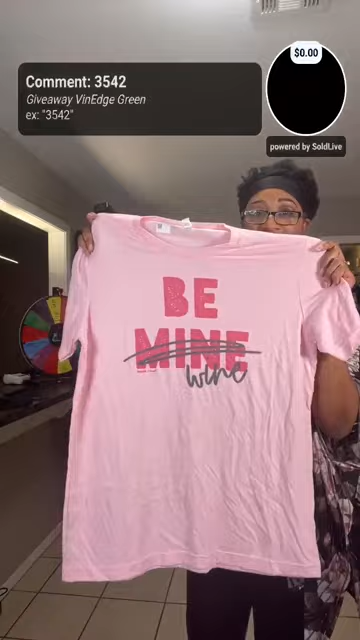 $0.00
Comment: 3542
Giveaway VinEdge Green
ex: "3542"
powered by SoldLive
BE
MINE
wine